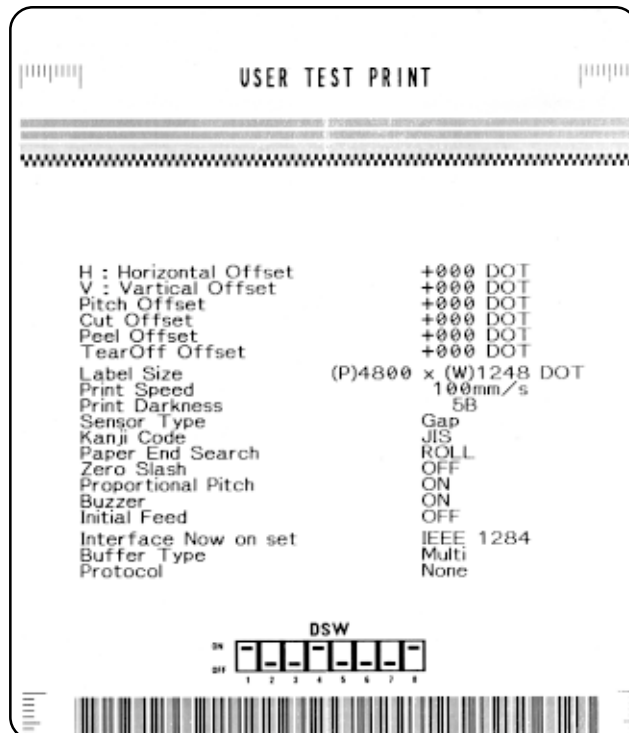 USER TEST PRINT
H : Horizontal Offset +000 DOT
V : Vartical Offset +000 DOT
Pitch Offset +000 DOT
Cut Offset +000 DOT
Peel Offset +000 DOT
TearOff Offset +000 DOT
Label Size (P)4800 x (W)1248 DOT
Print Speed 100mm/s
Print Darkness 5B
Sensor Type Gap
Kanji Code JIS
Paper End Search ROLL
Zero Slash OFF
Proportional Pitch ON
Buzzer ON
Initial Feed OFF
Interface Now on set IEEE 1284
Buffer Type Multi
Protocol None
DSW
ON
OFF
1 2 3 4 5 6 7 8